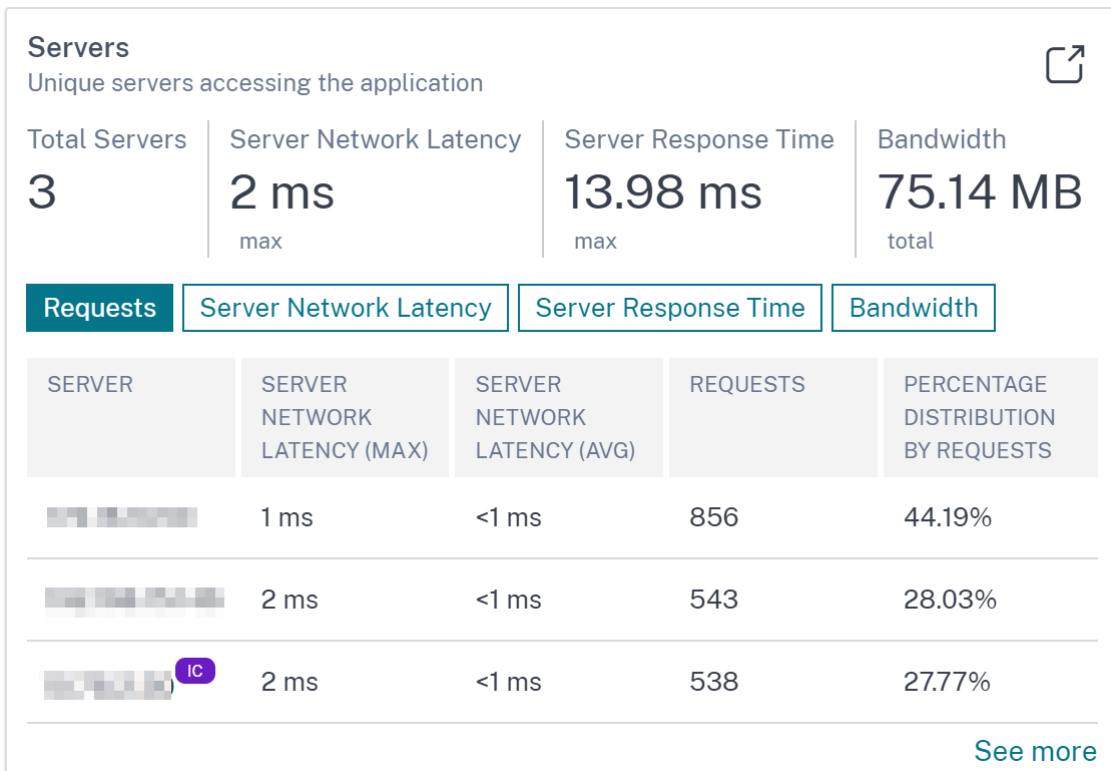 Servers
Unique servers accessing the application
Total Servers
3
Server Network Latency
2 ms
max
Server Response Time
13.98 ms
max
Bandwidth
75.14 MB
total
Requests Server Network Latency Server Response Time Bandwidth
SERVER
SERVER
NETWORK
LATENCY (MAX)
SERVER
NETWORK
LATENCY (AVG)
REQUESTS
PERCENTAGE
DISTRIBUTION
BY REQUESTS
1 ms <1 ms 856 44.19%
2 ms <1 ms 543 28.03%
IC 2 ms <1 ms 538 27.77%
See more